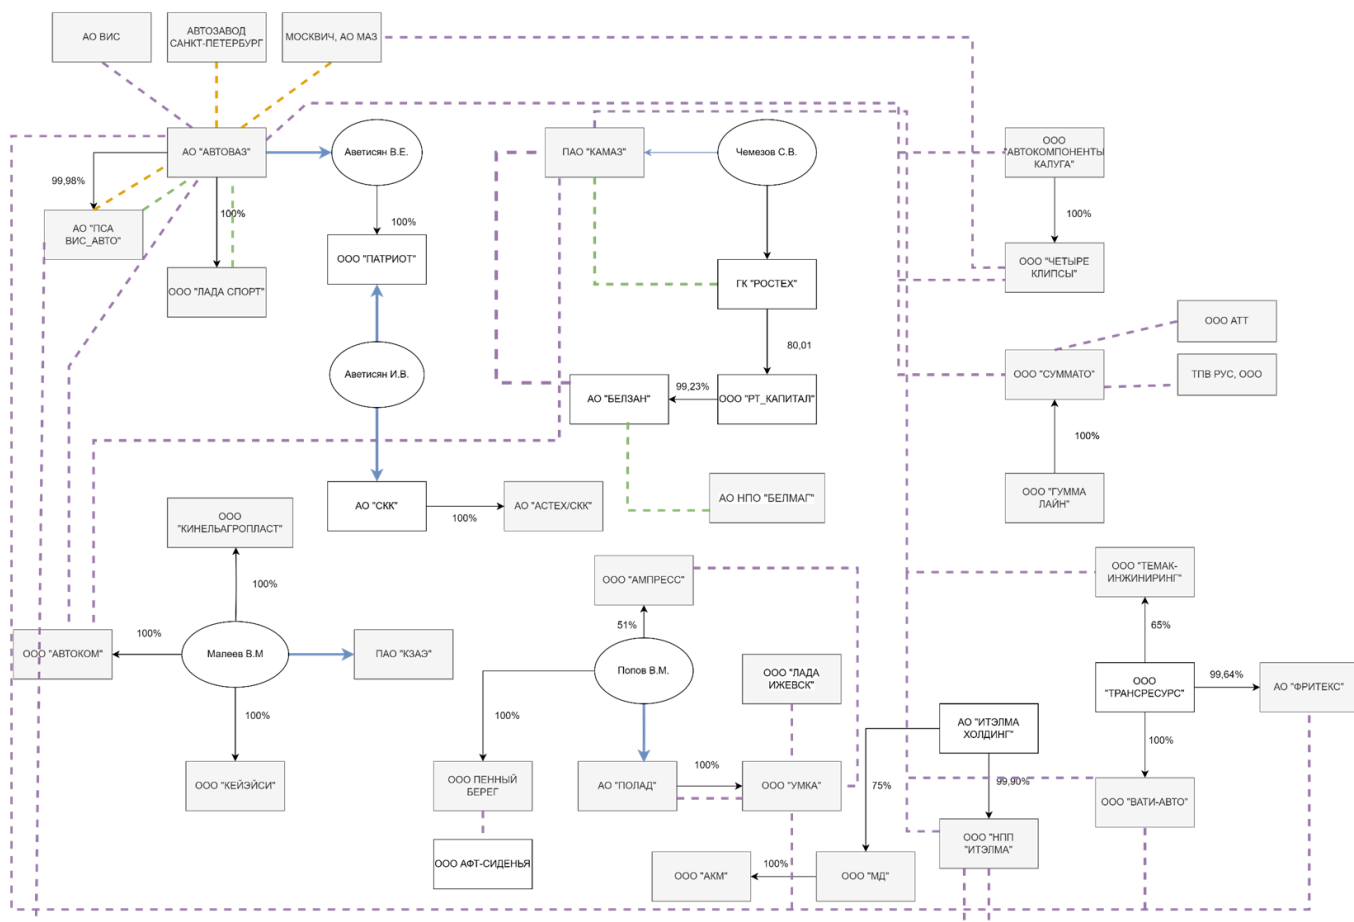 АО ВИС
АВТОЗАВОД
САНКТ-ПЕТЕРБУРГ
МОСКВИЧ, АО МАЗ
АО "АВТОВАЗ"
Аветисян В.Е.
ПАО "КАМАЗ"
Чемезов С.В.
ООО
"АВТОКОМПОНЕНТЫ
КАЛУГА"
99,98%
100%
100%
100%
АО "ПСА
ВИС_АВТО"
ООО "ПАТРИОТ"
ООО "ЧЕТЫРЕ
КЛИПСЫ"
ООО "ЛАДА СПОРТ"
ГК "РОСТЕХ"
ООО АТТ
80,01
Аветисян И.В.
ООО "СУММАТО"
ТПВ РУС, ООО
АО "БЕЛЗАН"
99,23%
ООО "РТ_КАПИТАЛ"
100%
АО "СКК"
100%
АО "АСТЕХ/СКК"
АО НПО "БЕЛМАГ"
ООО "ГУММА
ЛАЙН"
ООО
"КИНЕЛЬАГРОПЛАСТ"
100%
ООО "АМПРЕСС"
51%
ООО "ТЕМАК-
ИНЖИНИРИНГ"
65%
ООО "АВТОКОМ"
100%
Малеев В.М
ПАО "КЗАЭ"
Попов В.М.
ООО "ЛАДА
ИЖЕВСК"
ООО
"ТРАНСРЕСУРС"
99,64%
АО "ФРИТЕКС"
100%
100%
АО "ИТЭЛМА
ХОЛДИНГ"
100%
ООО "КЕЙЭЙСИ"
ООО ПЕННЫЙ
БЕРЕГ
АО "ПОЛАД"
100%
ООО "УМКА"
75%
99,90%
ООО "ВАТИ-АВТО"
ООО АФТ-СИДЕНЬЯ
ООО "АКМ"
100%
ООО "МД"
ООО "НПП
"ИТЭЛМА"